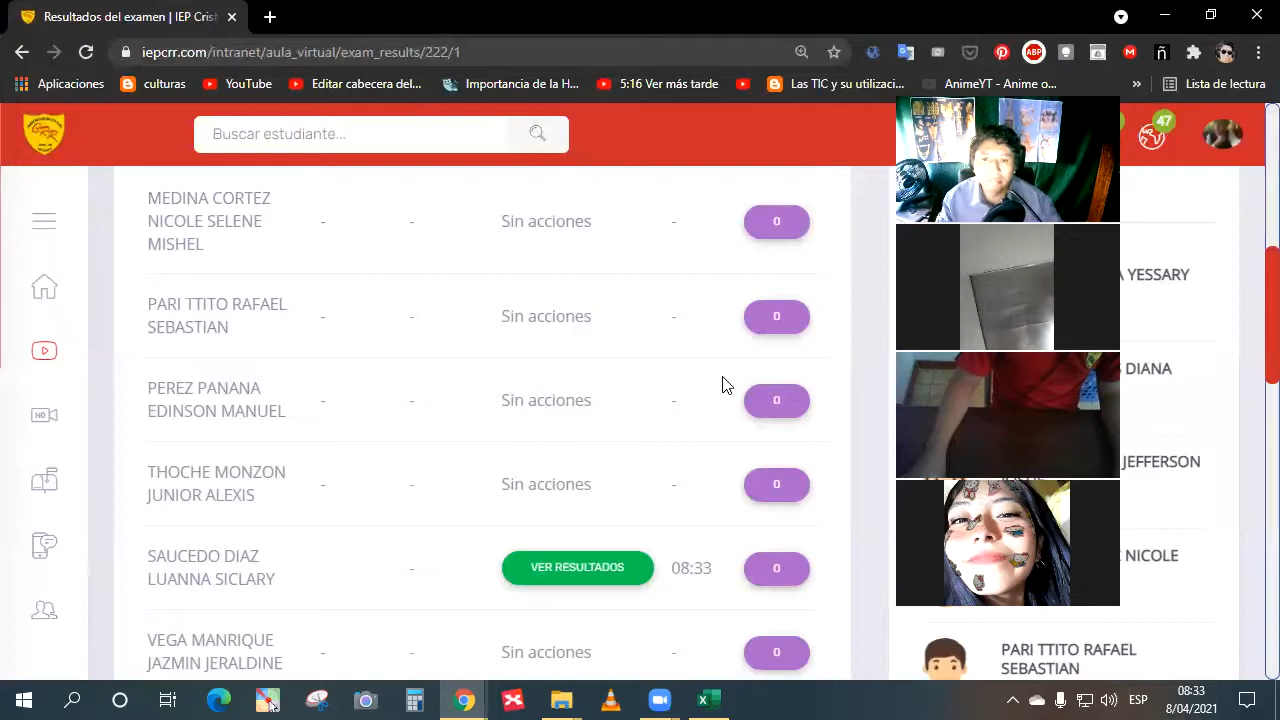 Resultados del examen | IEP Cris
iepcrr.com/intranet/aula_virtual/exam_results/222/1
Aplicaciones culturas YouTube Editar cabecera del... Importancia de la H... 5:16 Ver más tarde Las TIC y su utilizaci... AnimeYT - Anime o... » Lista de lectura
Buscar estudiante...
47
MEDINA CORTEZ
NICOLE SELENE
MISHEL
- - Sin acciones - 0
PARI TTITO RAFAEL
SEBASTIAN
- - Sin acciones - 0
PEREZ PANANA
EDINSON MANUEL
- - Sin acciones - 0
THOCHE MONZON
JUNIOR ALEXIS
- - Sin acciones - 0
SAUCEDO DIAZ
LUANNA SICLARY
- VER RESULTADOS 08:33 0
VEGA MANRIQUE
JAZMIN JERALDINE
- - Sin acciones - 0
YESSARY
DIANA
JEFFERSON
NICOLE
PARI TTITO RAFAEL
SEBASTIAN
ESP
08:33
8/04/2021